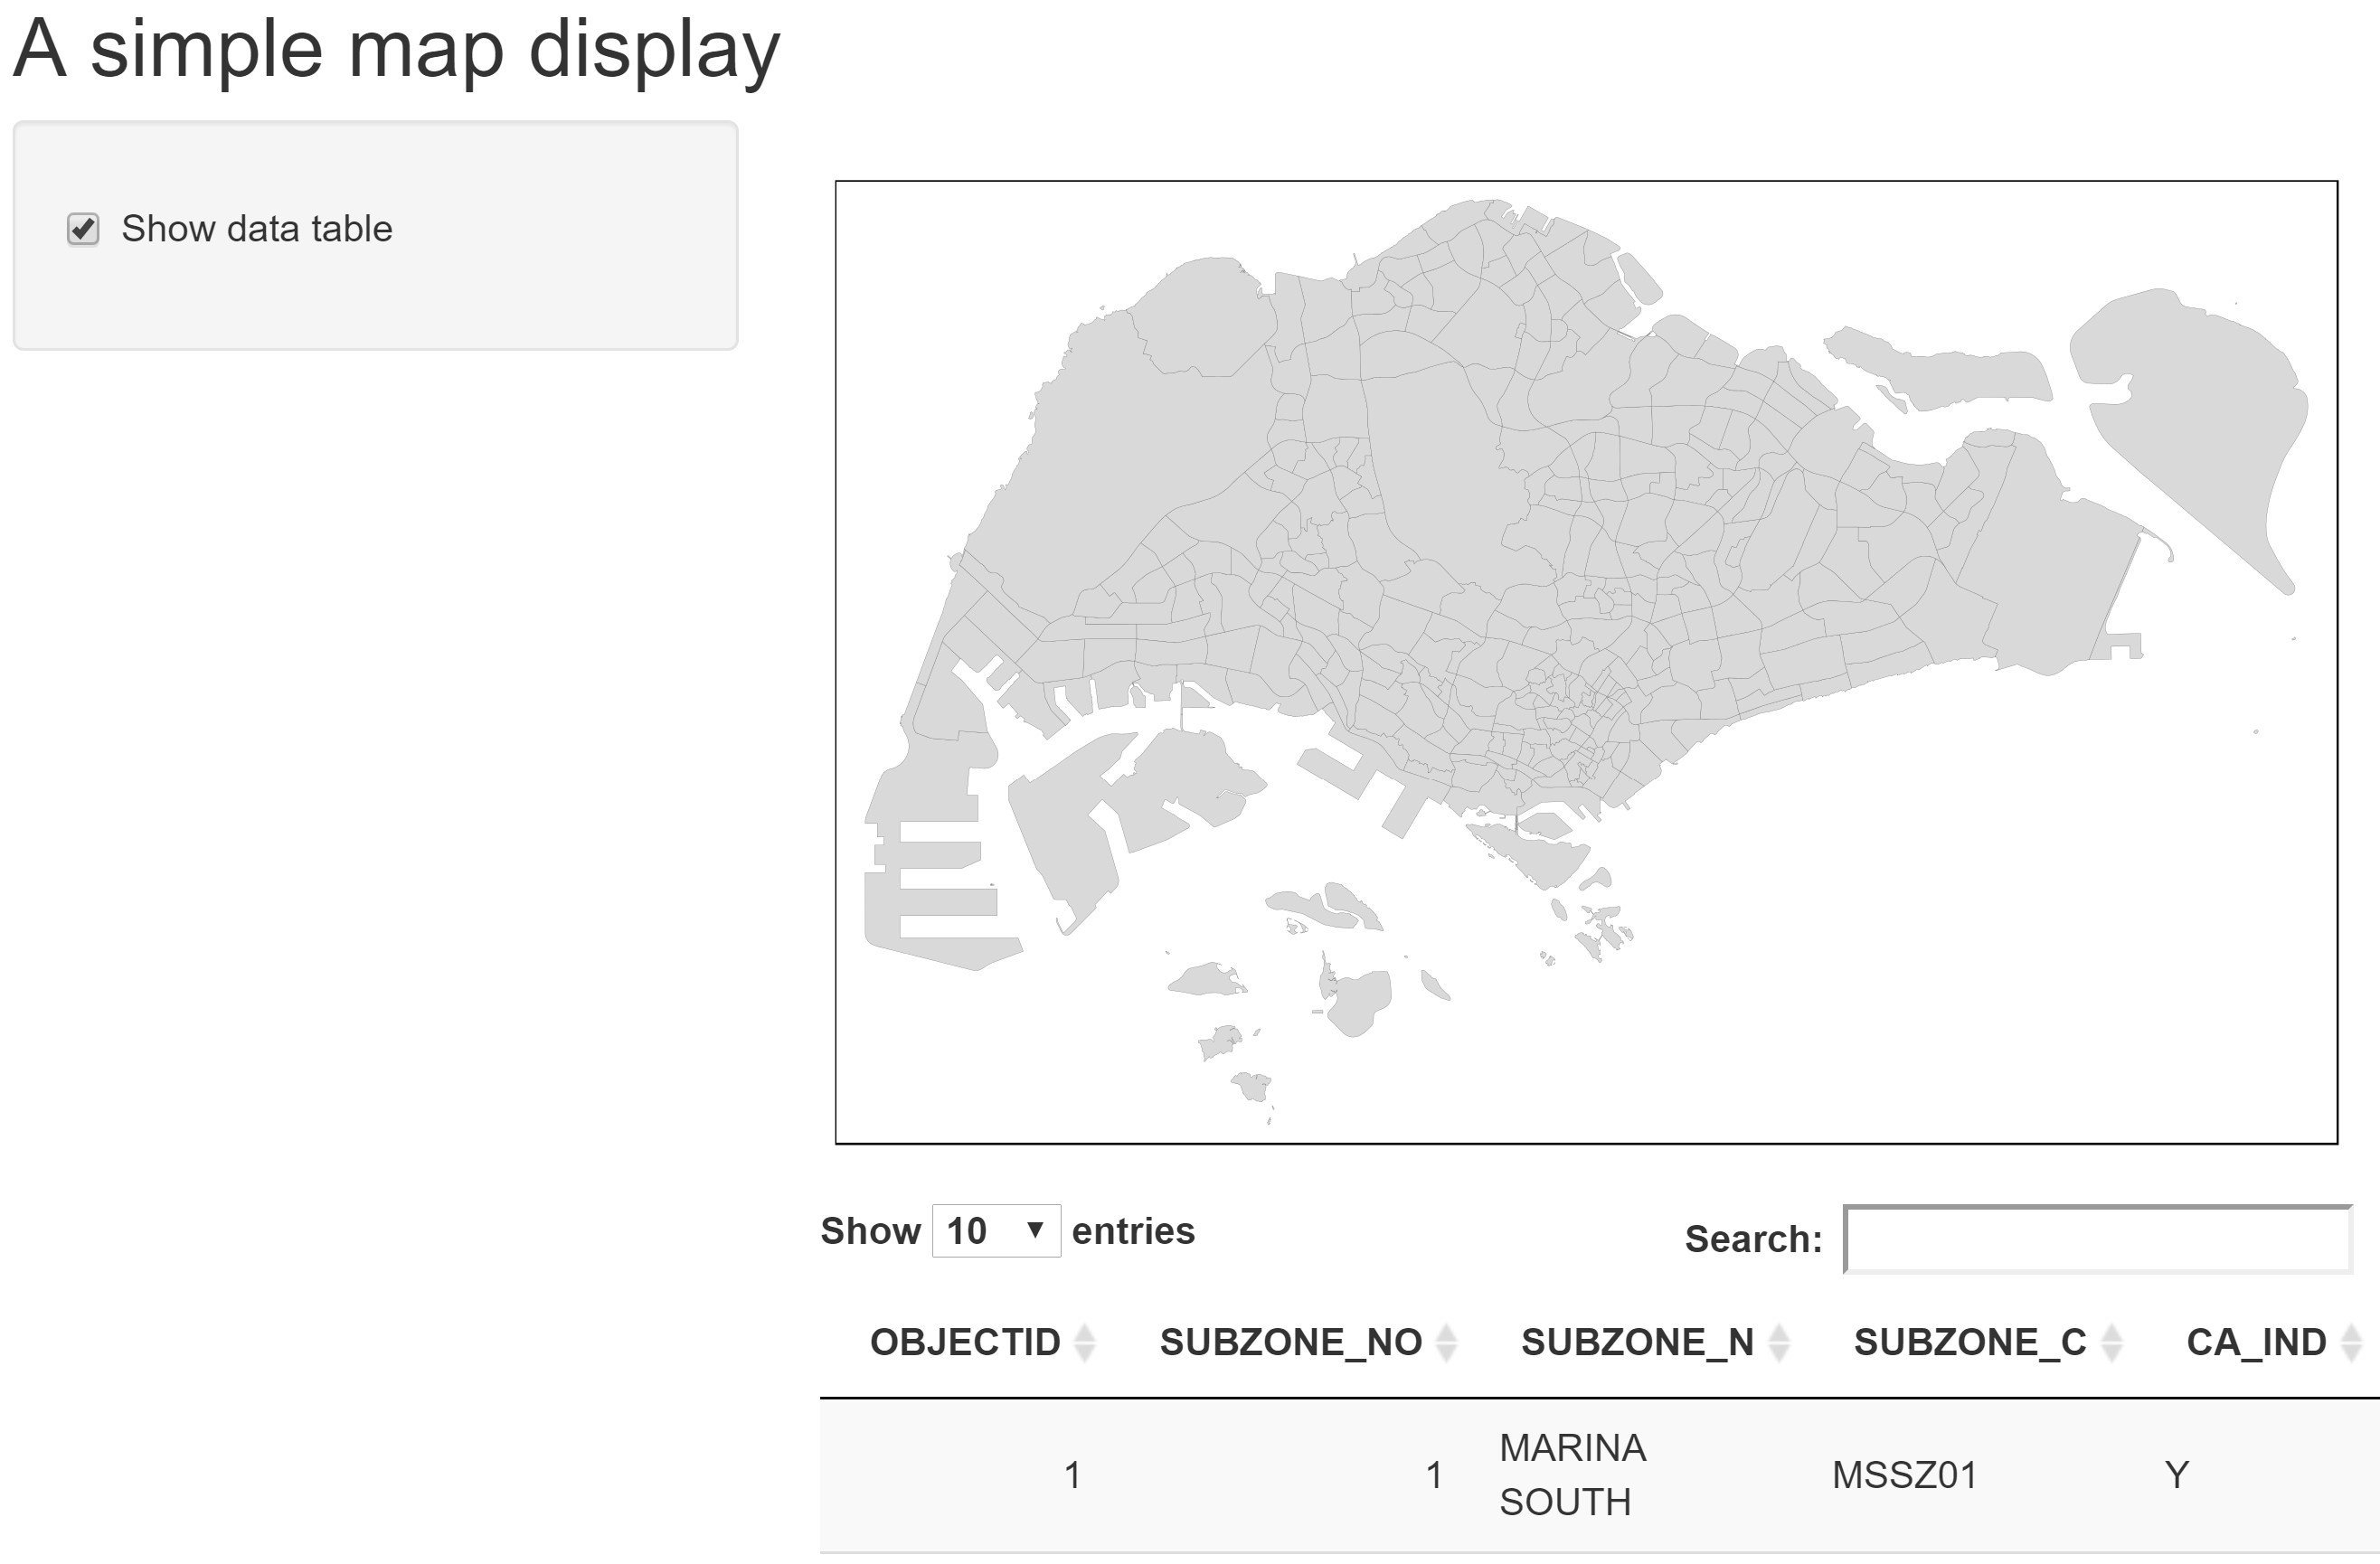 A simple map display
Show data table
Show 10 entries
Search:
OBJECTID SUBZONE_NO SUBZONE_N SUBZONE_C CA_IND
1 1 MARINA SOUTH MSSZ01 Y